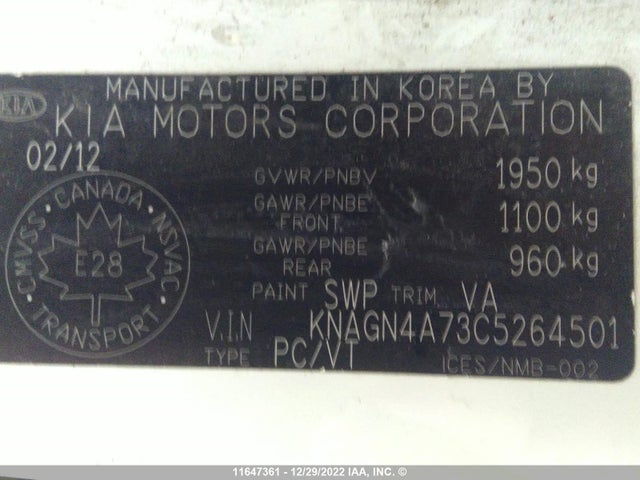 MANUFACTURED IN KOREA BY
KIA
KIA MOTORS CORPORATION
02/12
GVWR/PNBV 1950 kg
GAWR/PNBE FRONT 1100 kg
GAWR/PNBE REAR 960 kg
CANADA
CMVSS · NSVAC
E28
TRANSPORT
PAINT SWP TRIM VA
V.I.N KNAGN4A73C5264501
TYPE PC/VT ICES/NMB-002
11647361 - 12/29/2022 IAA, INC. ©